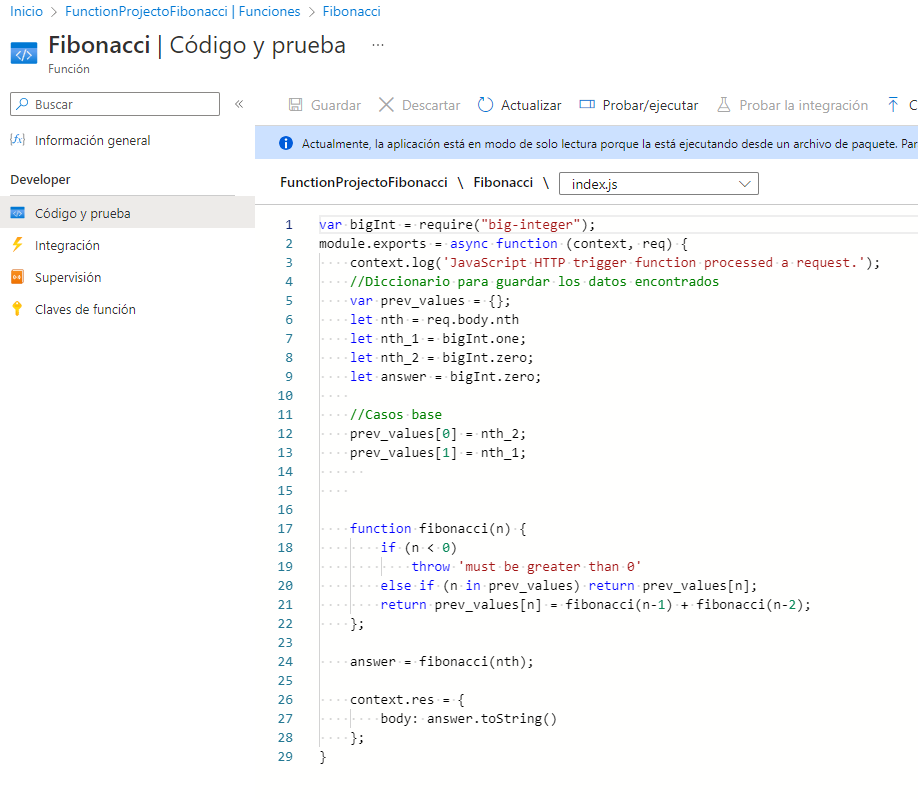 Inicio > FunctionProjectoFibonacci | Funciones > Fibonacci
Fibonacci | Código y prueba ...
Función
Buscar «
Guardar Descartar Actualizar Probar/ejecutar Probar la integración C
Información general
Actualmente, la aplicación está en modo de solo lectura porque la está ejecutando desde un archivo de paquete. Par
Developer
FunctionProjectoFibonacci \ Fibonacci \ index.js
Código y prueba
Integración
Supervisión
Claves de función
1 var bigInt = require("big-integer");
2 module.exports = async function (context, req) {
3     context.log('JavaScript HTTP trigger function processed a request.');
4     //Diccionario para guardar los datos encontrados
5     var prev_values = {};
6     let nth = req.body.nth
7     let nth_1 = bigInt.one;
8     let nth_2 = bigInt.zero;
9     let answer = bigInt.zero;
10
11     //Casos base
12     prev_values[0] = nth_2;
13     prev_values[1] = nth_1;
14
15
16
17     function fibonacci(n) {
18         if (n < 0)
19             throw 'must be greater than 0'
20         else if (n in prev_values) return prev_values[n];
21         return prev_values[n] = fibonacci(n-1) + fibonacci(n-2);
22     };
23
24     answer = fibonacci(nth);
25
26     context.res = {
27         body: answer.toString()
28     };
29 }